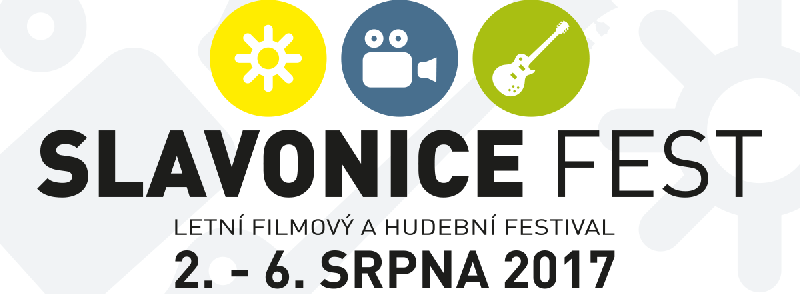 SLAVONICE FEST
LETNÍ FILMOVÝ A HUDEBNÍ FESTIVAL
2. - 6. SRPNA 2017